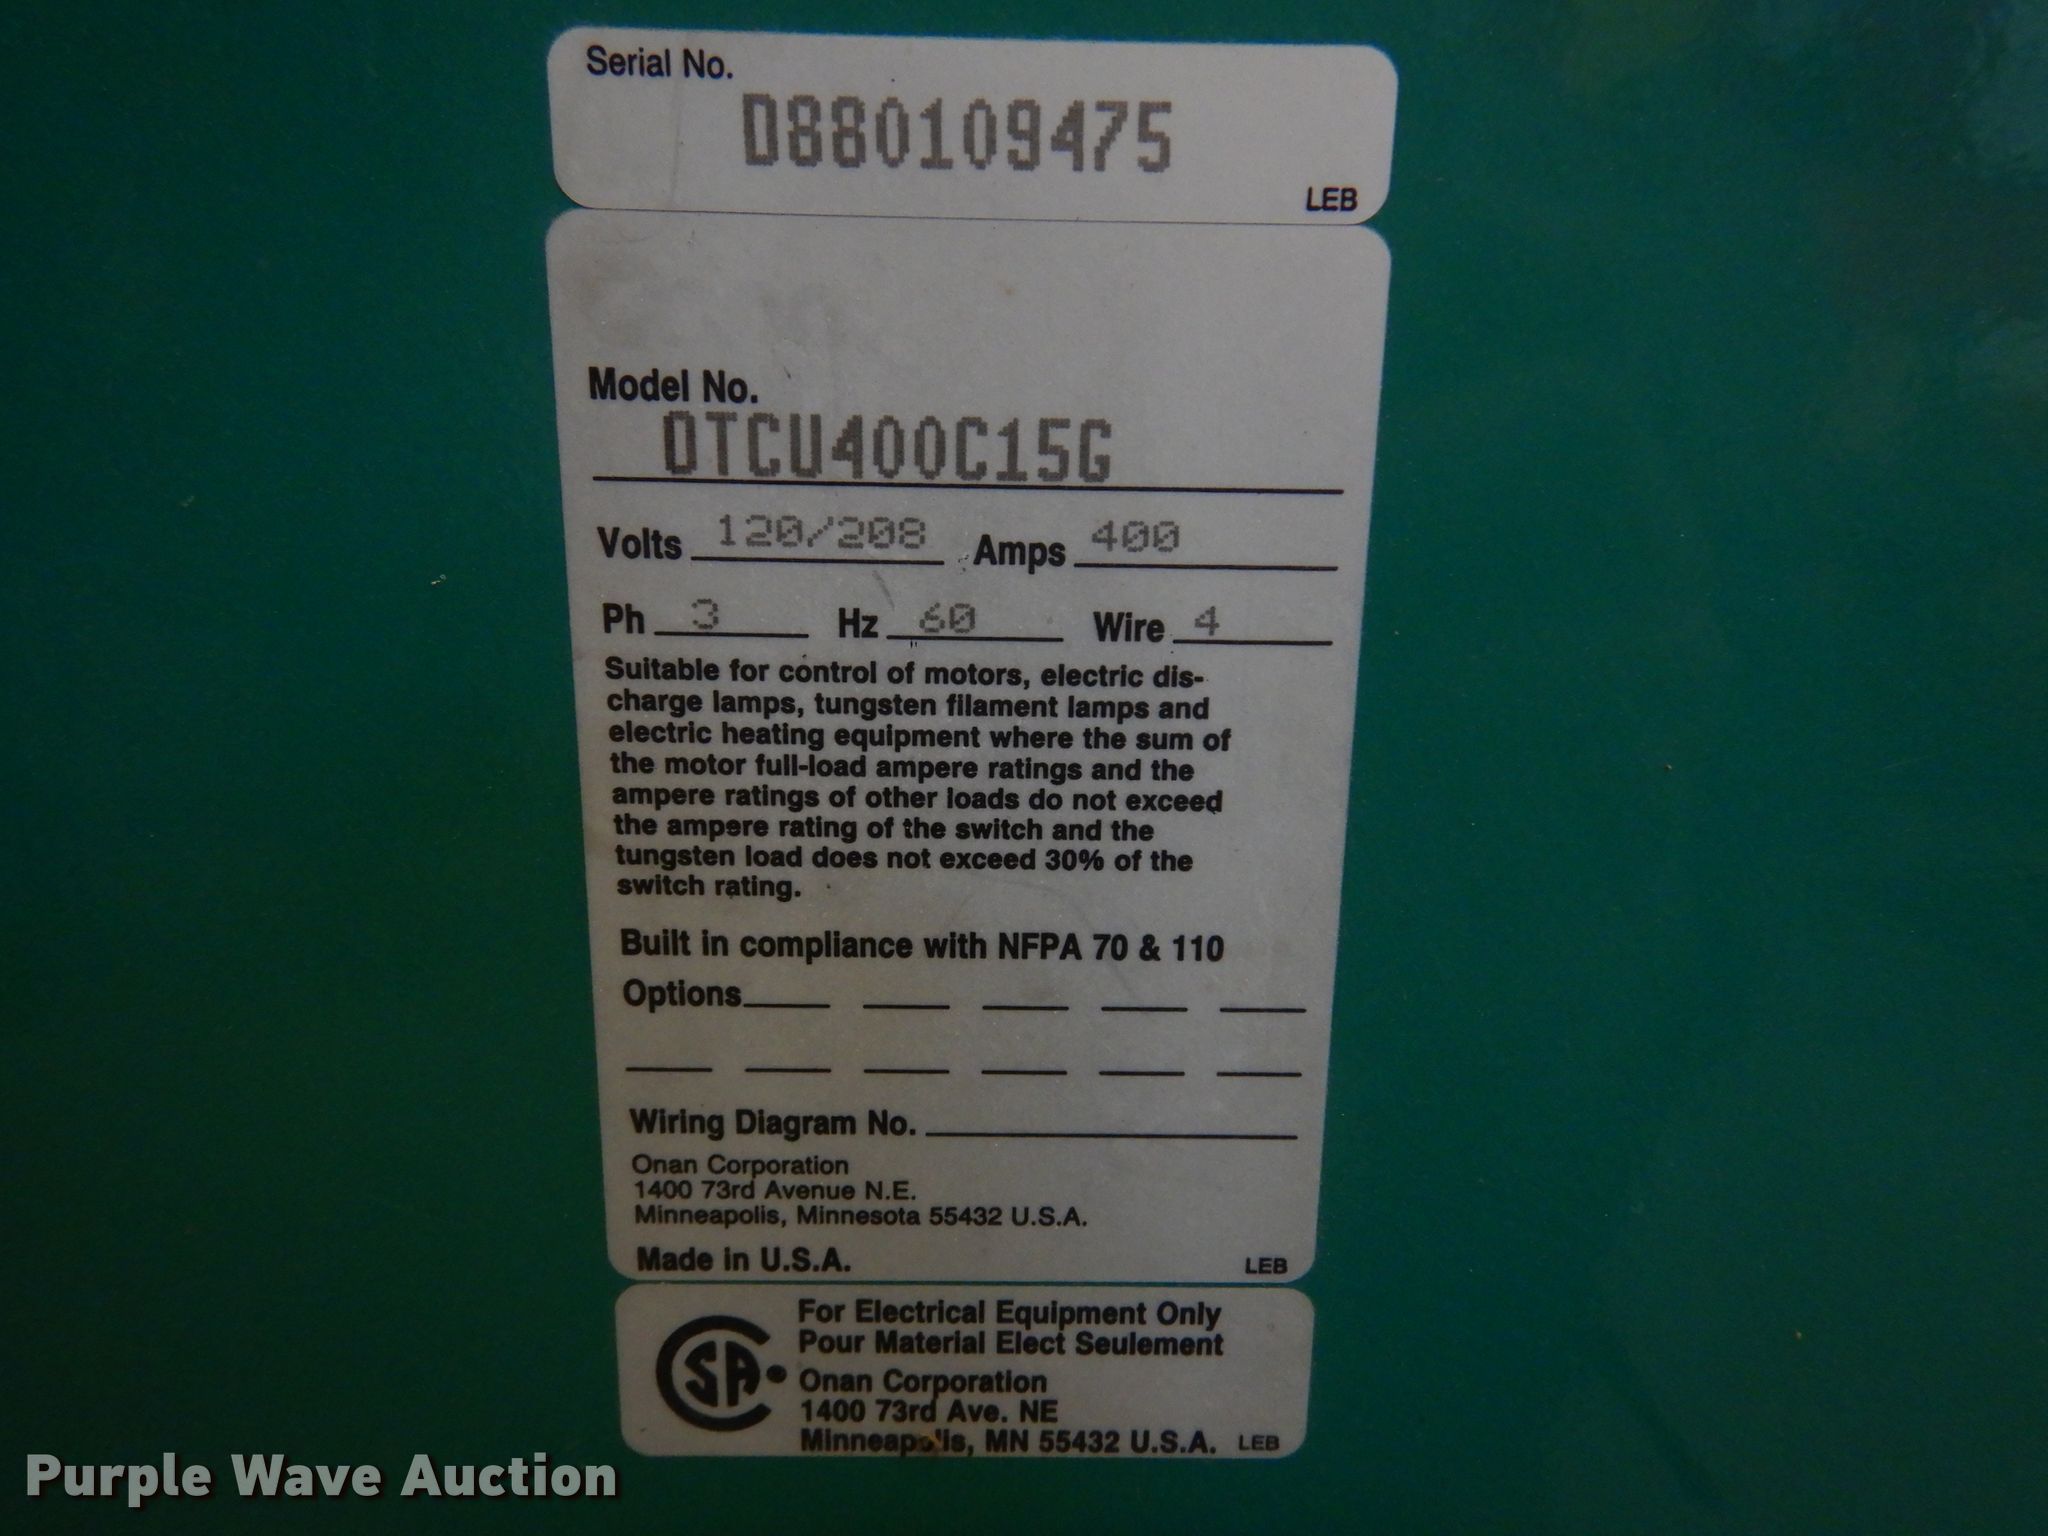 Serial No.
D880109475
LEB
Model No.
OTCU400C15G
Volts 120/208 Amps 400
Ph 3 Hz 60 Wire 4
Suitable for control of motors, electric dis-
charge lamps, tungsten filament lamps and
electric heating equipment where the sum of
the motor full-load ampere ratings and the
ampere ratings of other loads do not exceed
the ampere rating of the switch and the
tungsten load does not exceed 30% of the
switch rating.
Built in compliance with NFPA 70 & 110
Options
Wiring Diagram No.
Onan Corporation
1400 73rd Avenue N.E.
Minneapolis, Minnesota 55432 U.S.A.
Made in U.S.A. LEB
CSA
For Electrical Equipment Only
Pour Material Elect Seulement
Onan Corporation
1400 73rd Ave. NE
Minneapolis, MN 55432 U.S.A. LEB
Purple Wave Auction